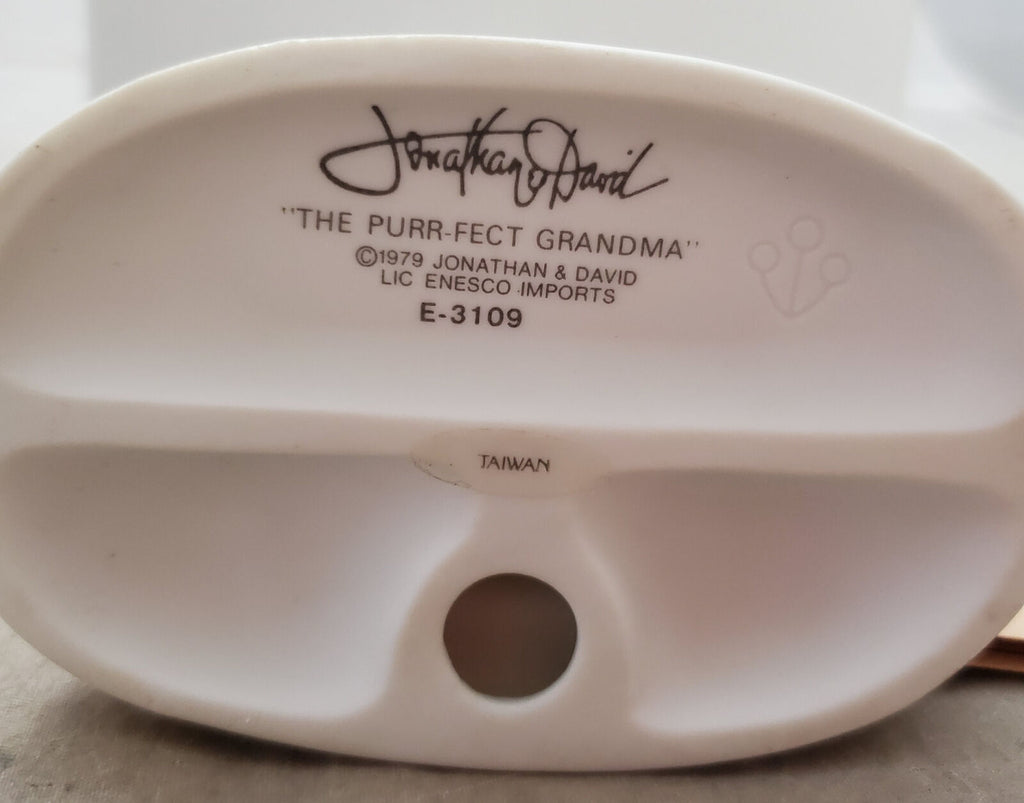 Jonathan & David
"THE PURR-FECT GRANDMA"
©1979 JONATHAN & DAVID
LIC ENESCO IMPORTS
E-3109
TAIWAN